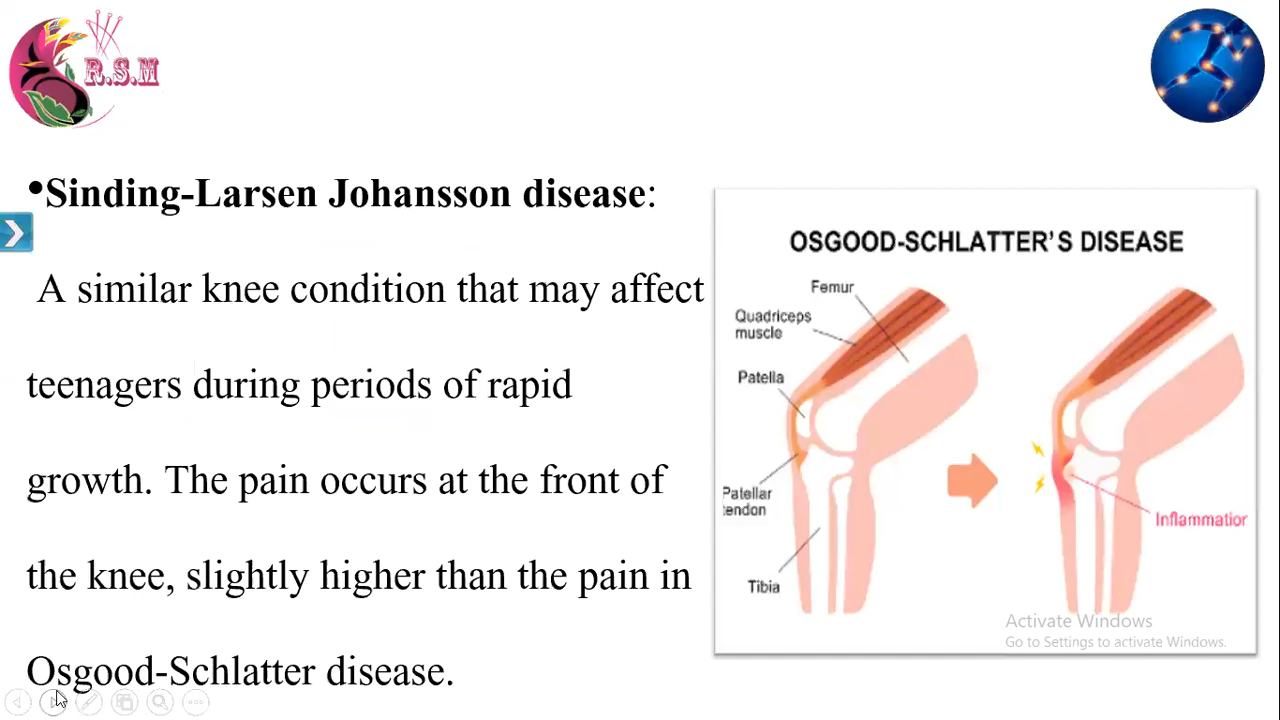 R.S.M
•Sinding-Larsen Johansson disease:
A similar knee condition that may affect
teenagers during periods of rapid
growth. The pain occurs at the front of
the knee, slightly higher than the pain in
Osgood-Schlatter disease.
OSGOOD-SCHLATTER'S DISEASE
Femur
Quadriceps
muscle
Patella
Patellar
tendon
Tibia
Inflammatior
Activate Windows
Go to Settings to activate Windows.